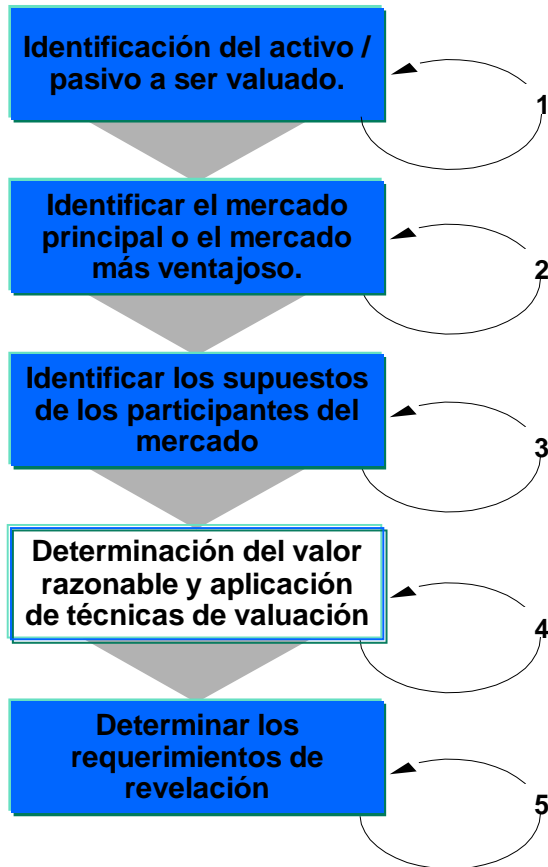 Identificación del activo /
pasivo a ser valuado.
1
Identificar el mercado
principal o el mercado
más ventajoso.
2
Identificar los supuestos
de los participantes del
mercado
3
Determinación del valor
razonable y aplicación
de técnicas de valuación
4
Determinar los
requerimientos de
revelación
5